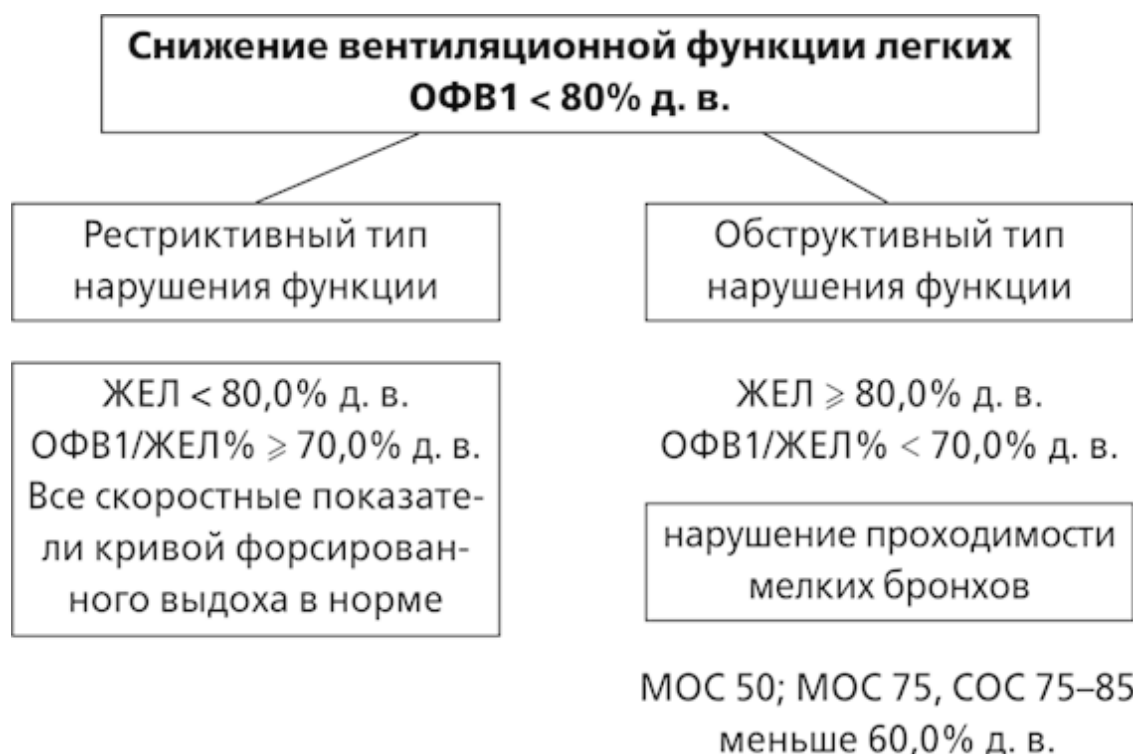 Снижение вентиляционной функции легких
ОФВ1 < 80% д. в.
Рестриктивный тип
нарушения функции
ЖЕЛ < 80,0% д. в.
ОФВ1/ЖЕЛ% ⩾ 70,0% д. в.
Все скоростные показате-
ли кривой форсирован-
ного выдоха в норме
Обструктивный тип
нарушения функции
ЖЕЛ ⩾ 80,0% д. в.
ОФВ1/ЖЕЛ% < 70,0% д. в.
нарушение проходимости
мелких бронхов
МОС 50; МОС 75, СОС 75–85
меньше 60,0% д. в.